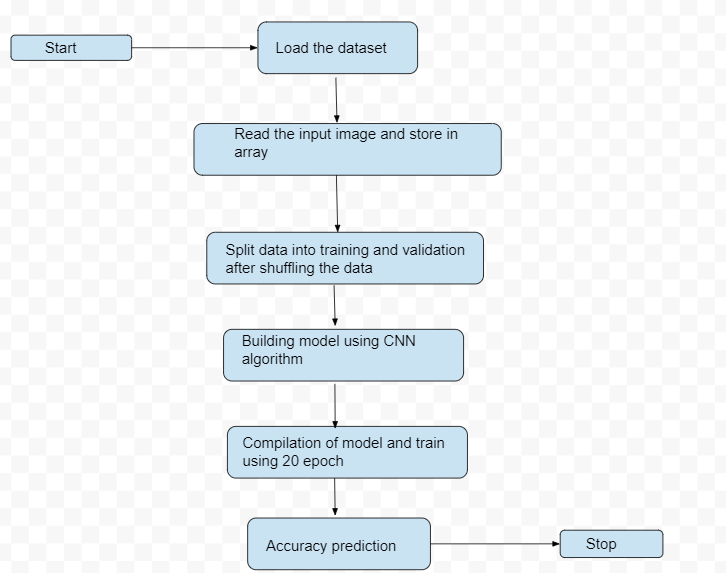 Start
Load the dataset
Read the input image and store in
array
Split data into training and validation
after shuffling the data
Building model using CNN
algorithm
Compilation of model and train
using 20 epoch
Accuracy prediction
Stop